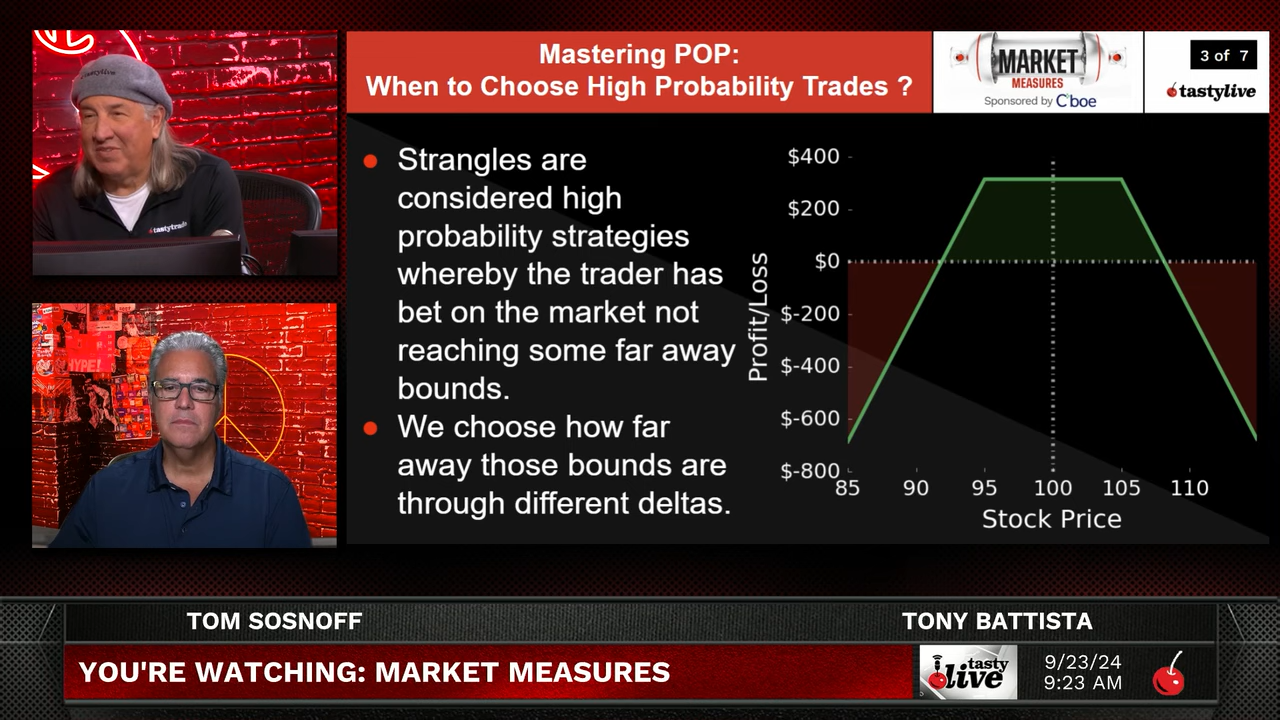 Mastering POP:
When to Choose High Probability Trades ?
MARKET
MEASURES
Sponsored by Cboe
3 of 7
tastylive
tastylive
tastytrade
HYPE!
• Strangles are
considered high
probability strategies
whereby the trader has
bet on the market not
reaching some far away
bounds.
• We choose how far
away those bounds are
through different deltas.
$400
$200
$0
$-200
$-400
$-600
$-800
Profit/Loss
85 90 95 100 105 110
Stock Price
TOM SOSNOFF
TONY BATTISTA
YOU'RE WATCHING: MARKET MEASURES
tasty
live
9/23/24
9:23 AM